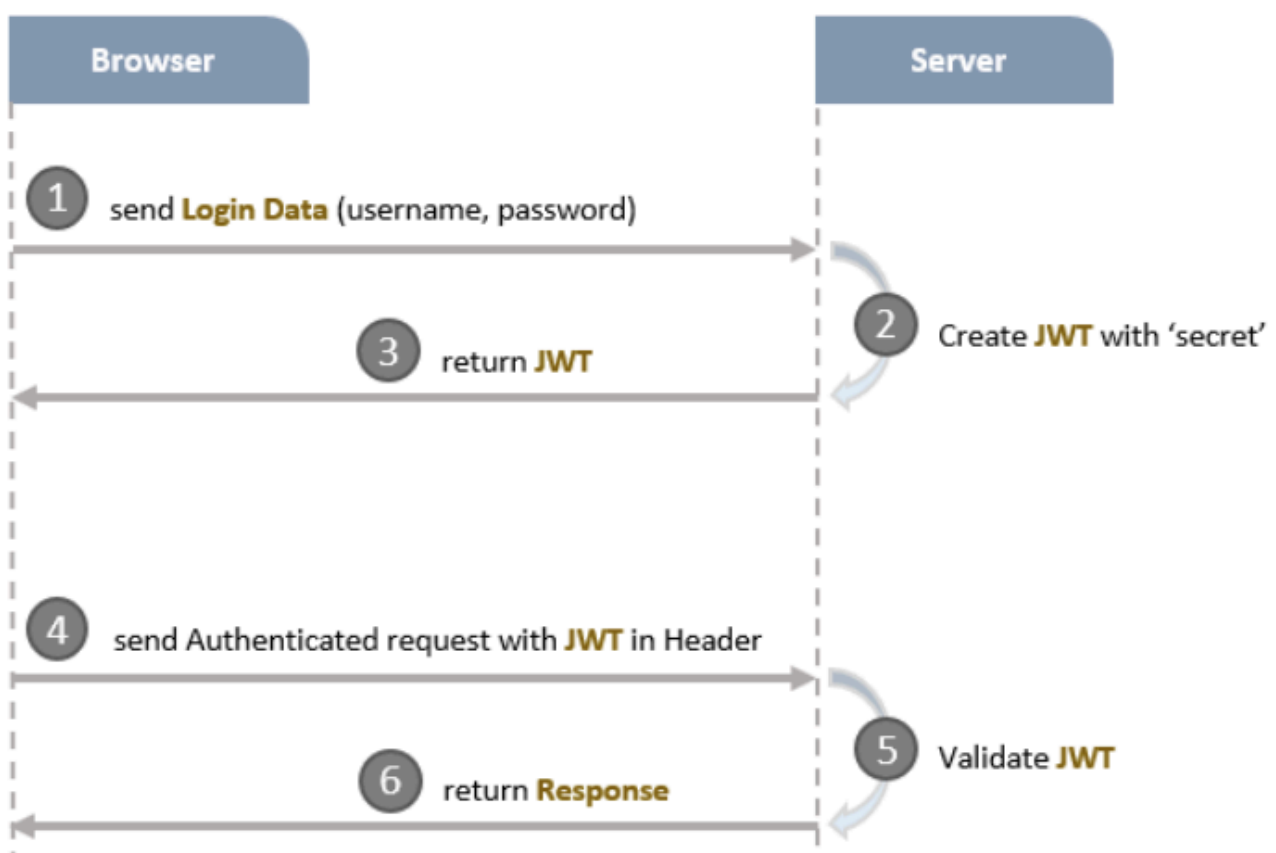 Browser
Server
1
send Login Data (username, password)
2
Create JWT with ‘secret’
3
return JWT
4
send Authenticated request with JWT in Header
5
Validate JWT
6
return Response